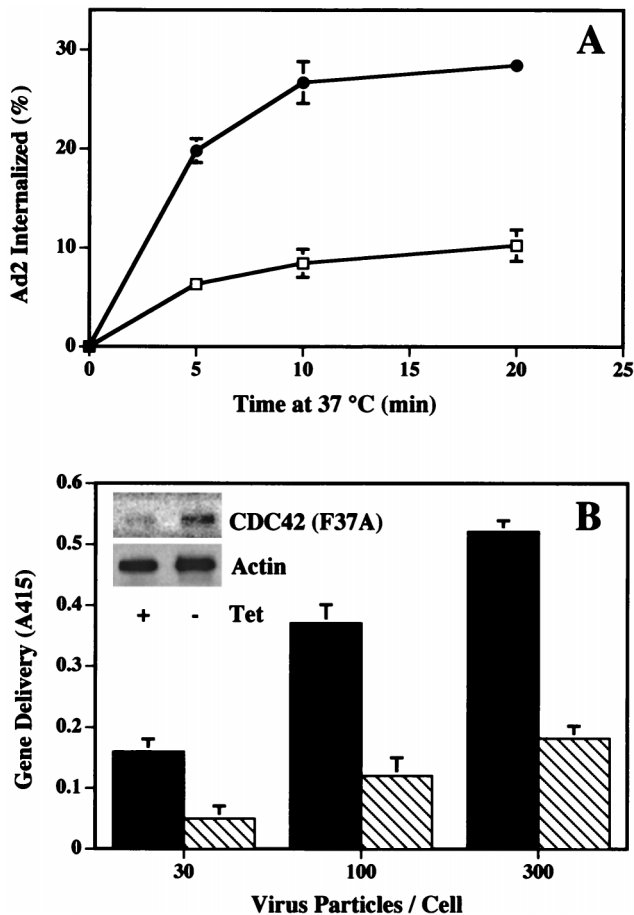 A
30
20
10
0
Ad2 Internalized (%)
0 5 10 15 20 25
Time at 37 °C (min)
B
0.6
0.5
0.4
0.3
0.2
0.1
0
Gene Delivery (A415)
CDC42 (F37A)
Actin
+ - Tet
30 100 300
Virus Particles / Cell